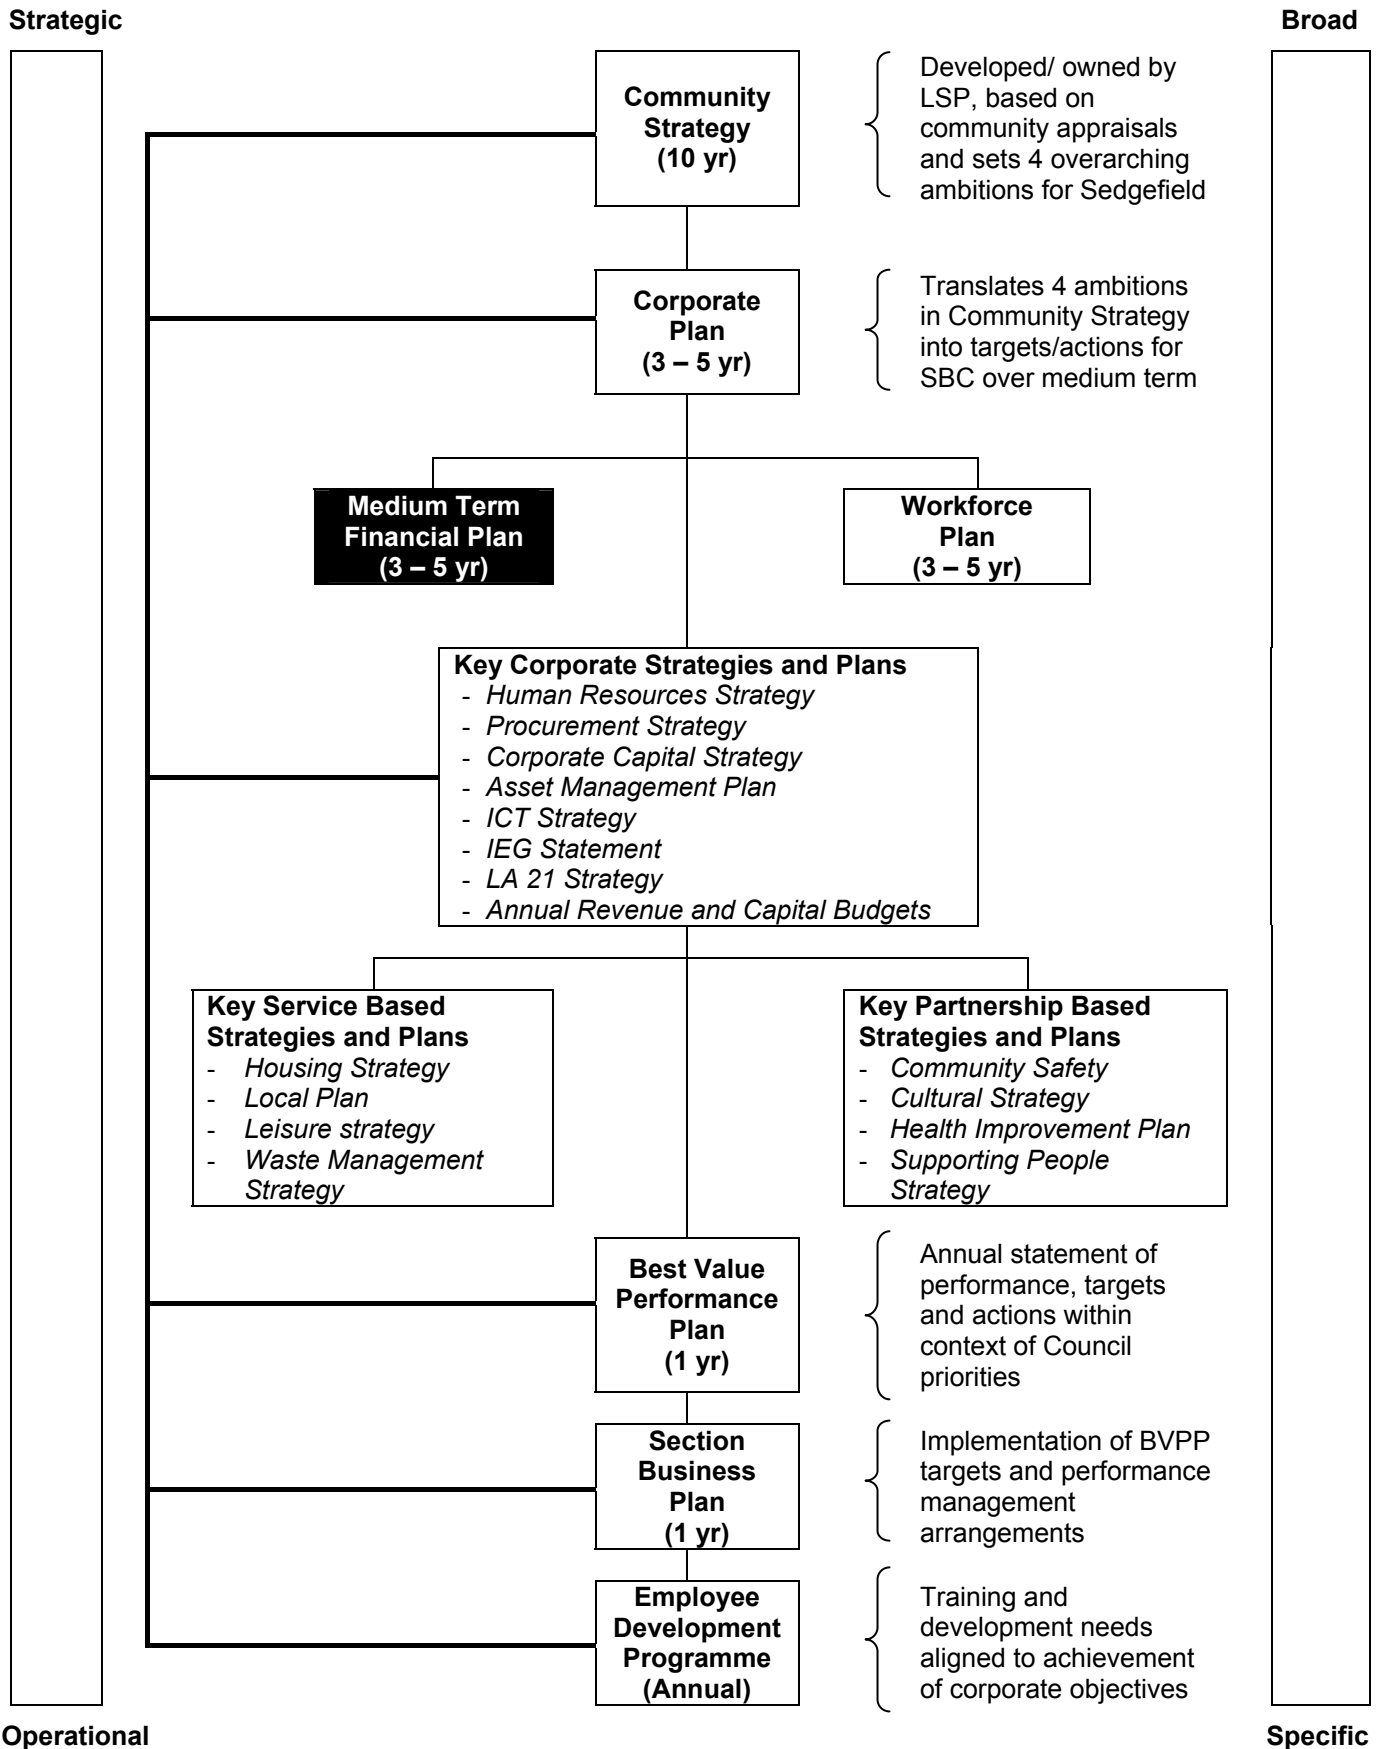 Strategic
Broad
Community
Strategy
(10 yr)
Developed/ owned by
LSP, based on
community appraisals
and sets 4 overarching
ambitions for Sedgefield
Corporate
Plan
(3 – 5 yr)
Translates 4 ambitions
in Community Strategy
into targets/actions for
SBC over medium term
Medium Term
Financial Plan
(3 – 5 yr)
Workforce
Plan
(3 – 5 yr)
Key Corporate Strategies and Plans
- Human Resources Strategy
- Procurement Strategy
- Corporate Capital Strategy
- Asset Management Plan
- ICT Strategy
- IEG Statement
- LA 21 Strategy
- Annual Revenue and Capital Budgets
Key Service Based
Strategies and Plans
- Housing Strategy
- Local Plan
- Leisure strategy
- Waste Management
Strategy
Key Partnership Based
Strategies and Plans
- Community Safety
- Cultural Strategy
- Health Improvement Plan
- Supporting People
Strategy
Best Value
Performance
Plan
(1 yr)
Annual statement of
performance, targets
and actions within
context of Council
priorities
Section
Business
Plan
(1 yr)
Implementation of BVPP
targets and performance
management
arrangements
Employee
Development
Programme
(Annual)
Training and
development needs
aligned to achievement
of corporate objectives
Operational
Specific